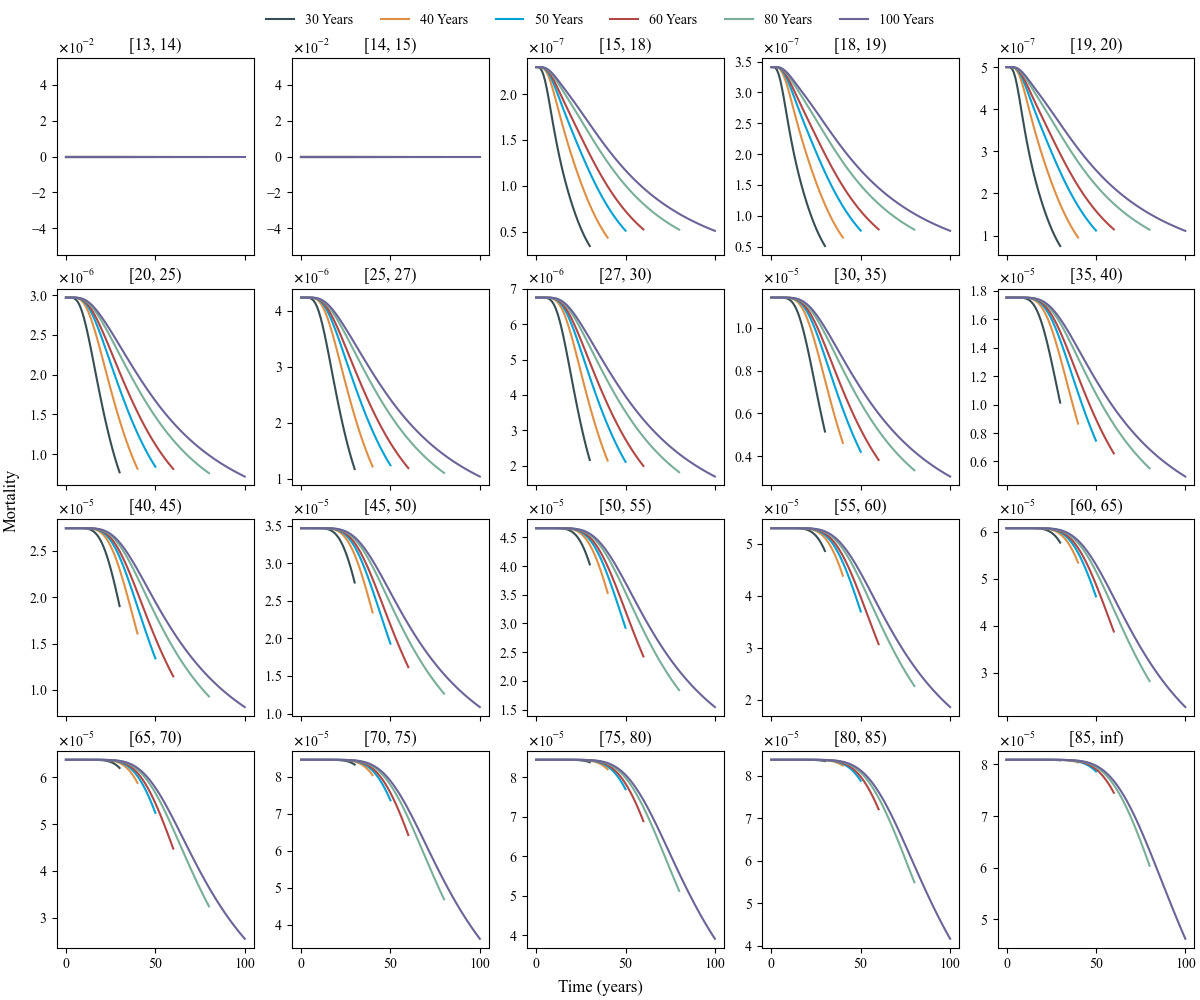 30 Years 40 Years 50 Years 60 Years 80 Years 100 Years
×10⁻² [13, 14) ×10⁻² [14, 15) ×10⁻⁷ [15, 18) ×10⁻⁷ [18, 19) ×10⁻⁷ [19, 20)
4 2 0 −2 −4
4 2 0 −2 −4
2.0 1.5 1.0 0.5
3.5 3.0 2.5 2.0 1.5 1.0 0.5
5 4 3 2 1
×10⁻⁶ [20, 25) ×10⁻⁶ [25, 27) ×10⁻⁶ [27, 30) ×10⁻⁵ [30, 35) ×10⁻⁵ [35, 40)
3.0 2.5 2.0 1.5 1.0
4 3 2 1
7 6 5 4 3 2
1.0 0.8 0.6 0.4
1.8 1.6 1.4 1.2 1.0 0.8 0.6
Mortality
×10⁻⁵ [40, 45) ×10⁻⁵ [45, 50) ×10⁻⁵ [50, 55) ×10⁻⁵ [55, 60) ×10⁻⁵ [60, 65)
2.5 2.0 1.5 1.0
3.5 3.0 2.5 2.0 1.5 1.0
4.5 4.0 3.5 3.0 2.5 2.0 1.5
5 4 3 2
6 5 4 3
×10⁻⁵ [65, 70) ×10⁻⁵ [70, 75) ×10⁻⁵ [75, 80) ×10⁻⁵ [80, 85) ×10⁻⁵ [85, inf)
6 5 4 3
8 7 6 5 4
8 7 6 5 4
8 7 6 5 4
8 7 6 5
0 50 100 0 50 100 0 50 100 0 50 100 0 50 100
Time (years)